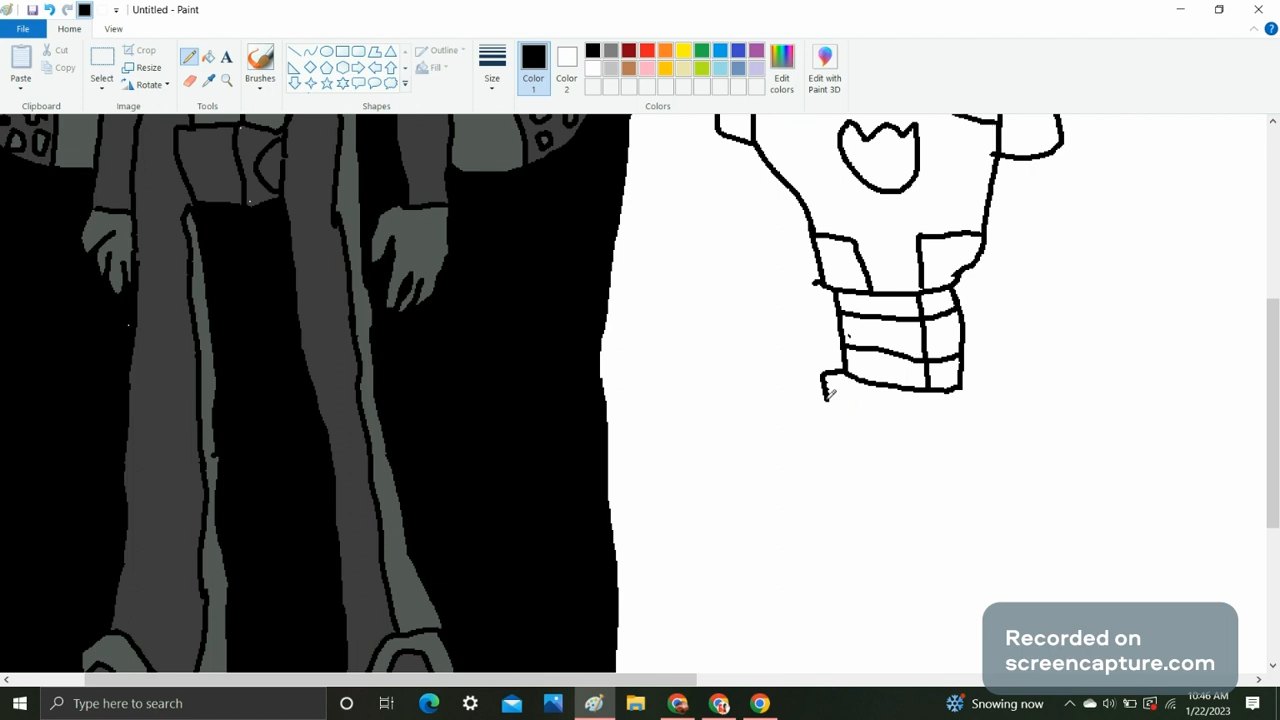 Untitled - Paint
File
Home
View
Paste
Cut
Copy
Clipboard
Select
Crop
Resize
Rotate
Image
A
Tools
Brushes
Shapes
Outline
Fill
Size
Color
1
Color
2
Colors
Edit
colors
Edit with
Paint 3D
Recorded on
screencapture.com
Type here to search
Snowing now
10:46 AM
1/22/2023